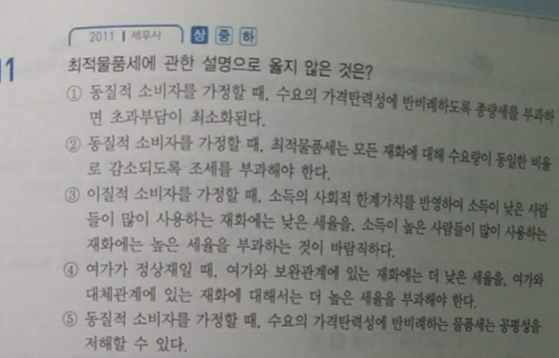 2011 | 세무사 상 중 하
최적물품세에 관한 설명으로 옳지 않은 것은?
① 동질적 소비자를 가정할 때, 수요의 가격탄력성에 반비례하도록 종량세를 부과하
면 초과부담이 최소화된다.
② 동질적 소비자를 가정할 때, 최적물품세는 모든 재화에 대해 수요량이 동일한 비율
로 감소되도록 조세를 부과해야 한다.
③ 이질적 소비자를 가정할 때, 소득의 사회적 한계가치를 반영하여 소득이 낮은 사람
들이 많이 사용하는 재화에는 낮은 세율을, 소득이 높은 사람들이 많이 사용하는
재화에는 높은 세율을 부과하는 것이 바람직하다.
④ 여가가 정상재일 때, 여가와 보완관계에 있는 재화에는 더 낮은 세율을, 여가와
대체관계에 있는 재화에 대해서는 더 높은 세율을 부과해야 한다.
⑤ 동질적 소비자를 가정할 때, 수요의 가격탄력성에 반비례하는 물품세는 공평성을
저해할 수 있다.